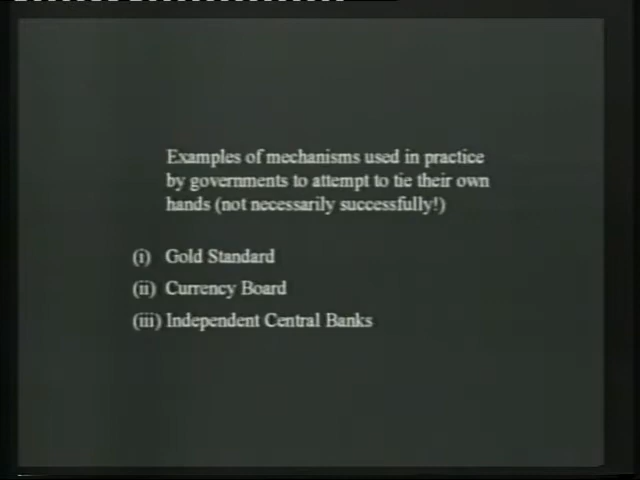 Examples of mechanisms used in practice
by governments to attempt to tie their own
hands (not necessarily successfully!)
(i) Gold Standard
(ii) Currency Board
(iii) Independent Central Banks